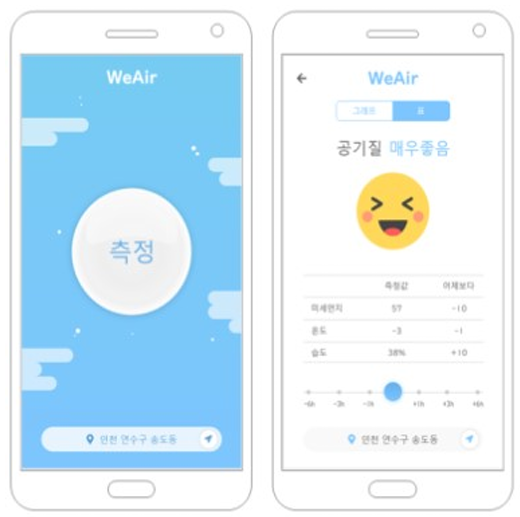 WeAir
측정
인천 연수구 송도동
WeAir
그래프 표
공기질 매우좋음
측정값 어제보다
미세먼지 57 -10
온도 -3 -1
습도 38% +10
-6h -3h -1h +1h +3h +6h
인천 연수구 송도동